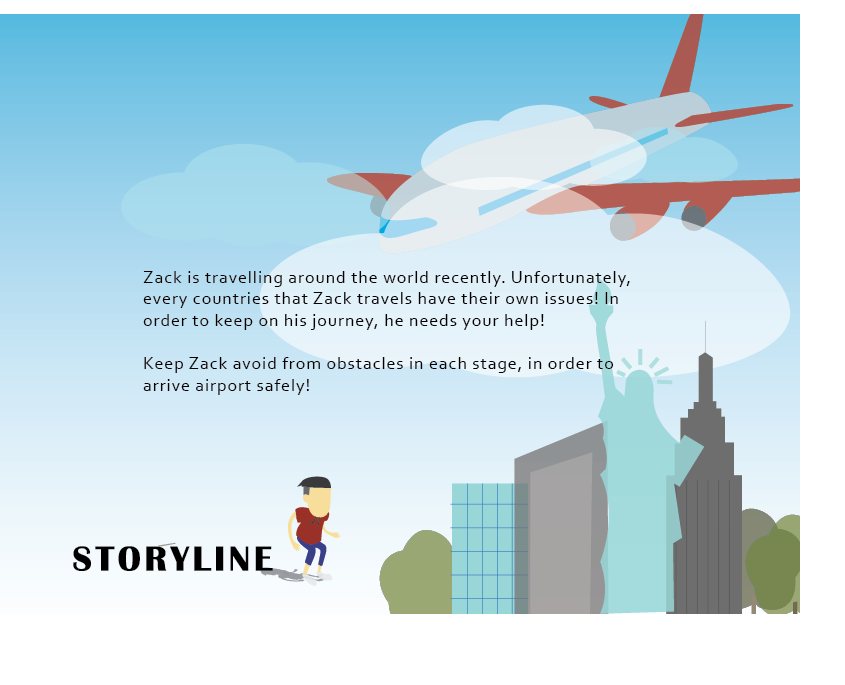 Zack is travelling around the world recently. Unfortunately,
every countries that Zack travels have their own issues! In
order to keep on his journey, he needs your help!
Keep Zack avoid from obstacles in each stage, in order to
arrive airport safely!
STORYLINE